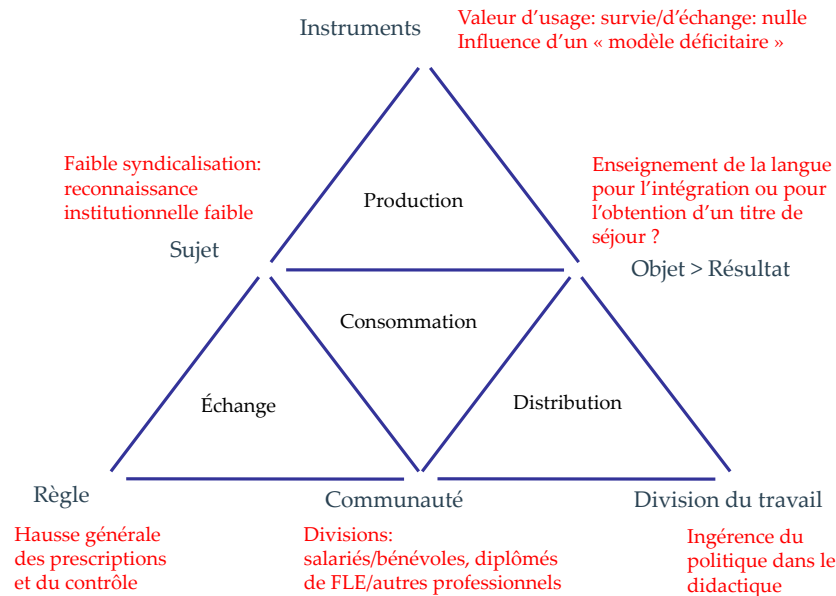 Valeur d’usage: survie/d’échange: nulle
Instruments
Influence d’un « modèle déficitaire »
Faible syndicalisation:
reconnaissance
institutionnelle faible
Sujet
Enseignement de la langue
pour l’intégration ou pour
l’obtention d’un titre de
séjour ?
Objet > Résultat
Production
Consommation
Échange
Distribution
Règle
Communauté
Division du travail
Hausse générale
des prescriptions
et du contrôle
Divisions:
salariés/bénévoles, diplômés
de FLE/autres professionnels
Ingérence du
politique dans le
didactique